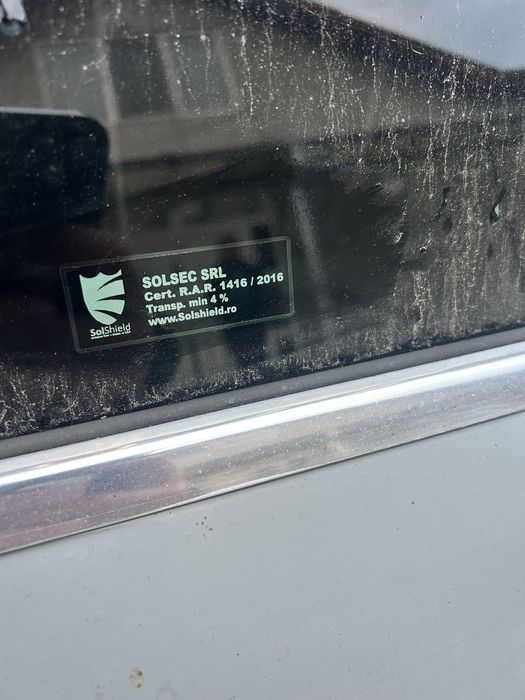 SOLSEC SRL
Cert. R.A.R. 1416 / 2016
Transp. min 4 %
www.Solshield.ro
SolShield